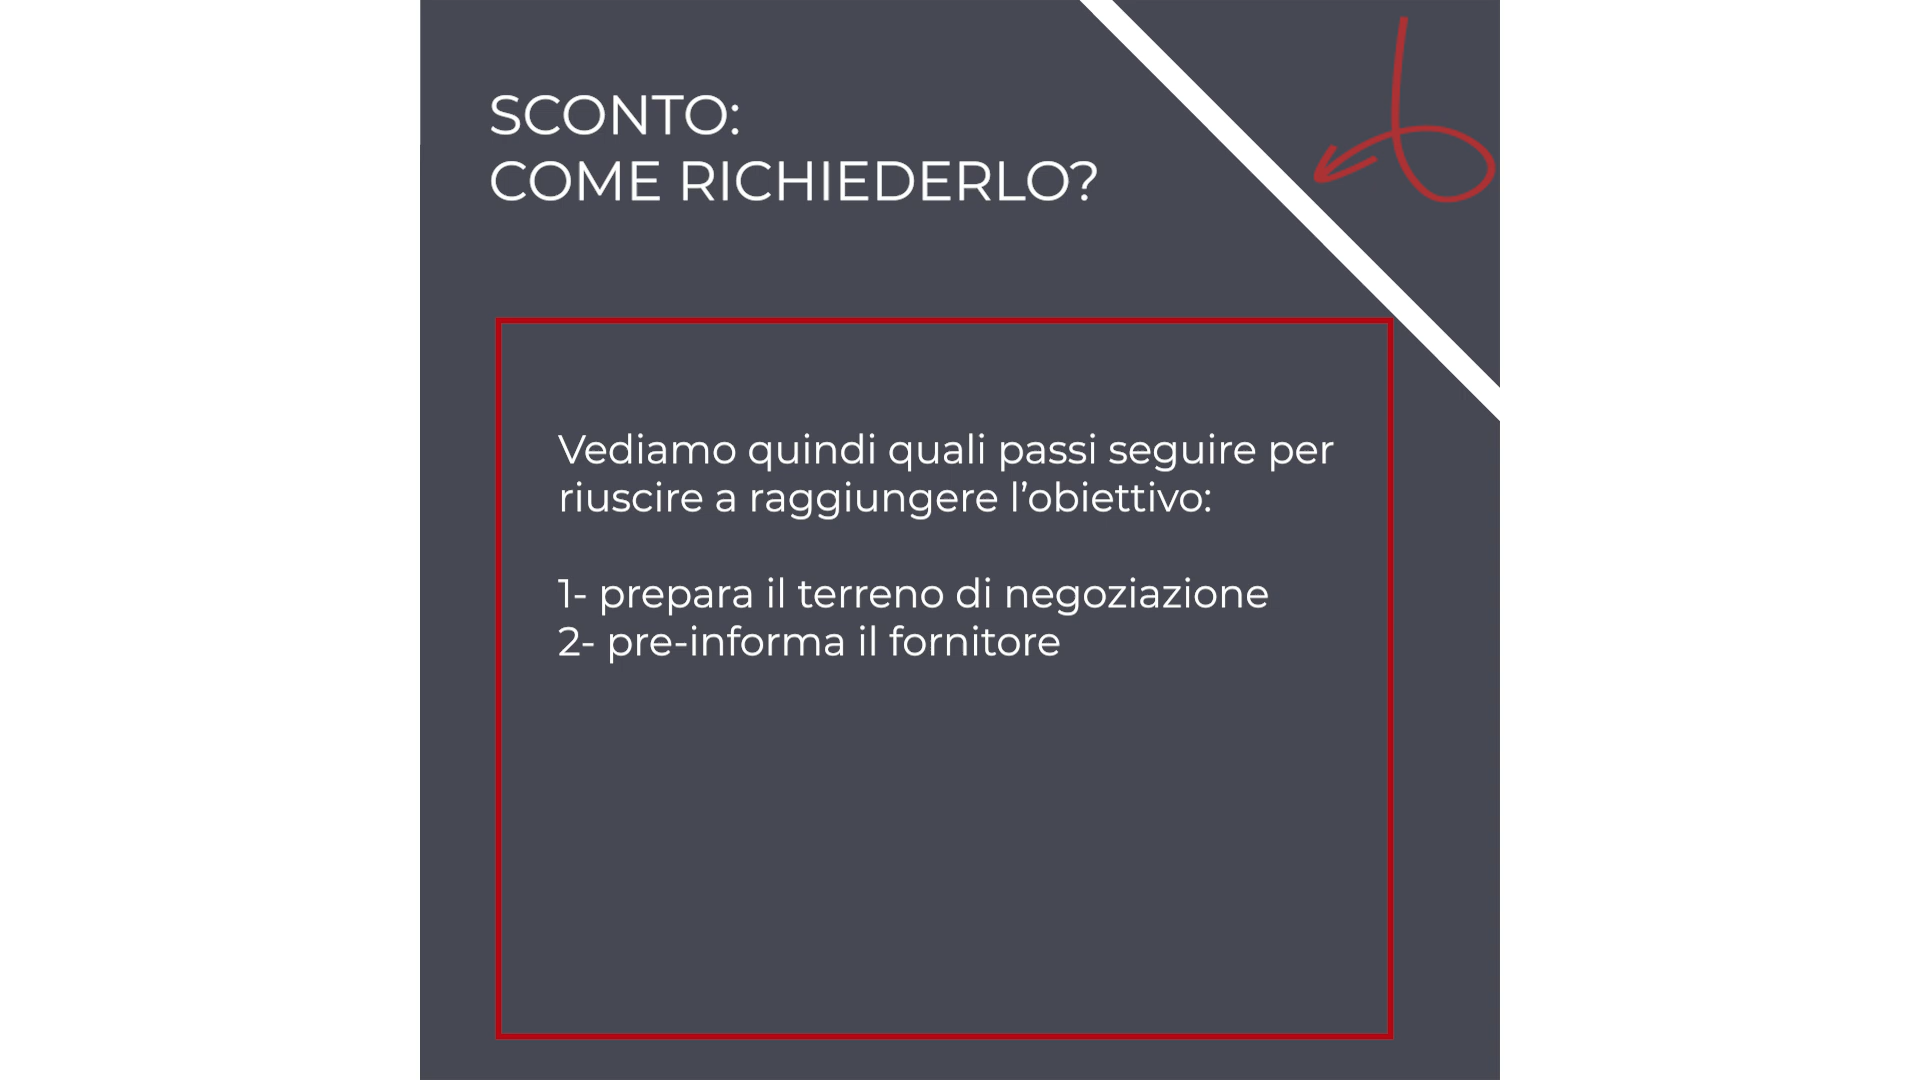 SCONTO:
COME RICHIEDERLO?
Vediamo quindi quali passi seguire per
riuscire a raggiungere l’obiettivo:
1- prepara il terreno di negoziazione
2- pre-informa il fornitore